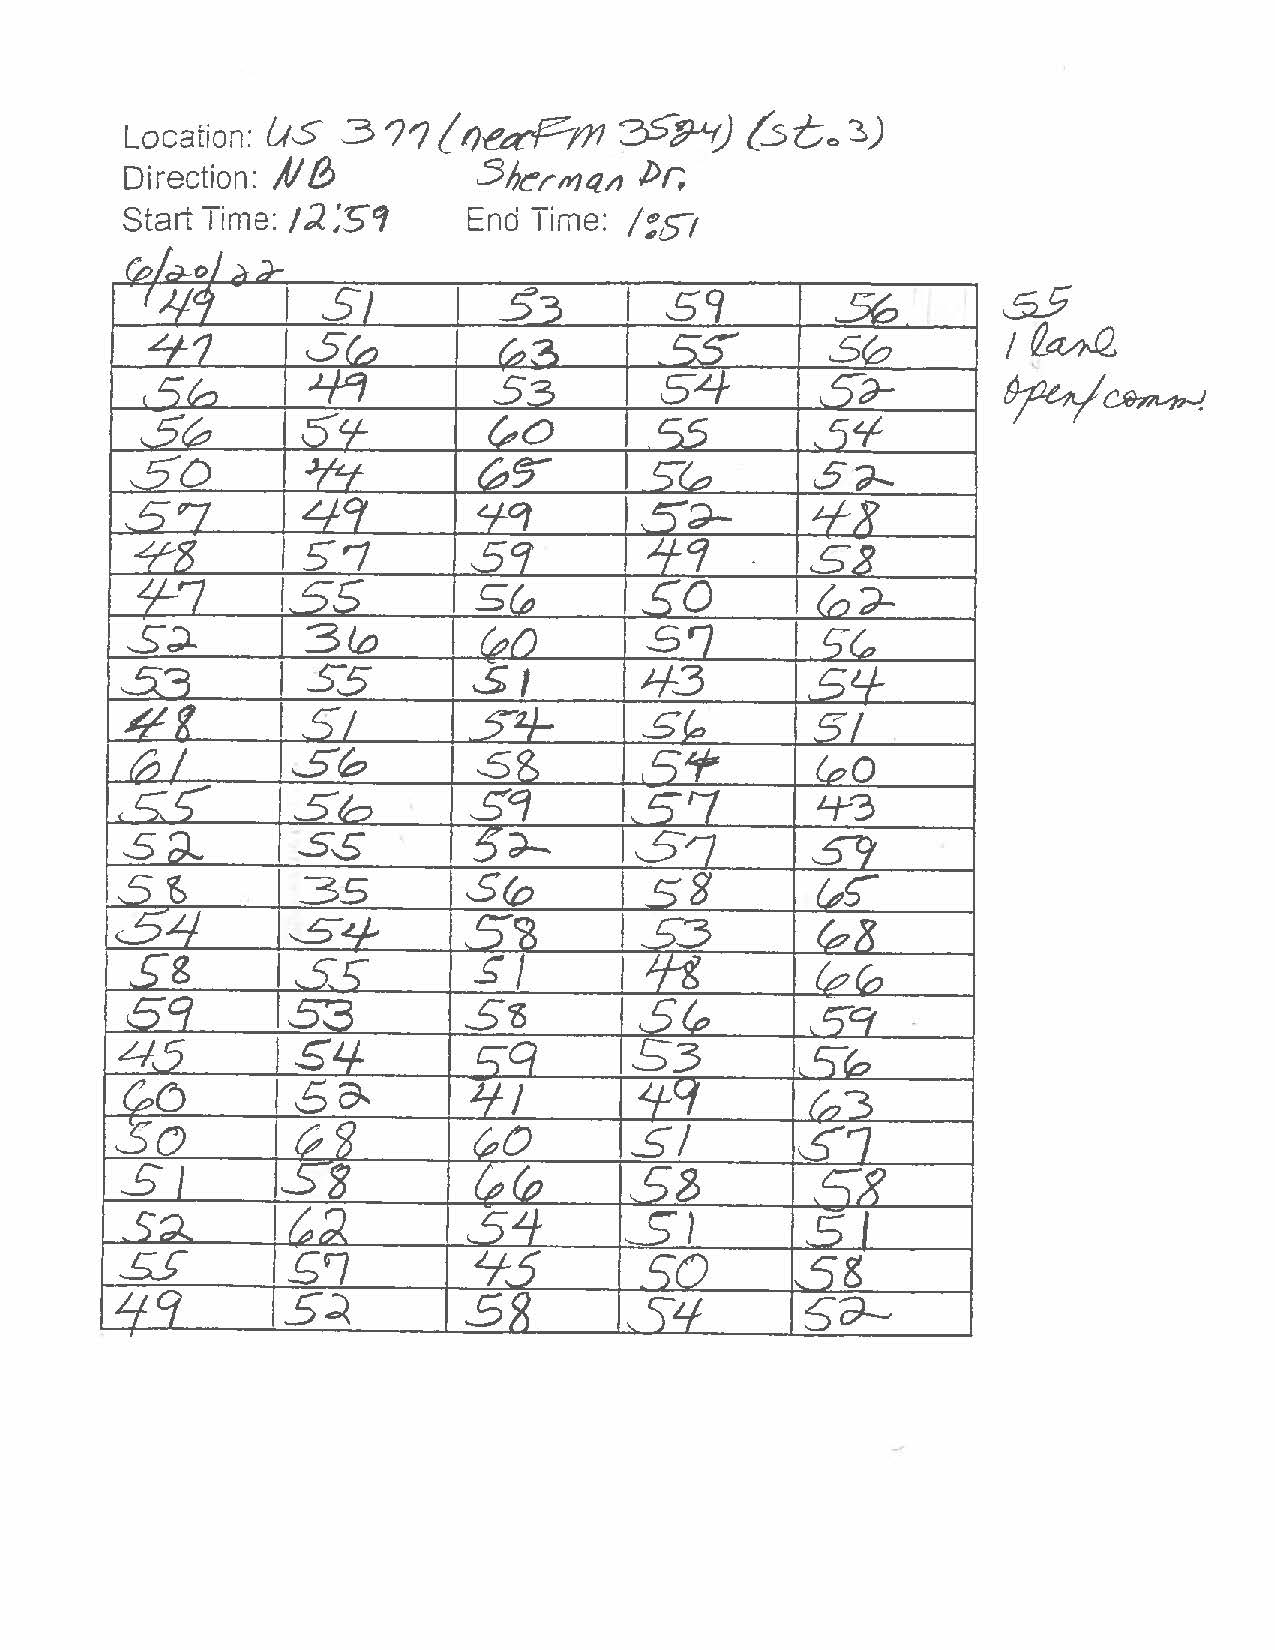 Location: US 377 (near Fm 3524) (st. 3)
Direction: NB Sherman Dr.
Start Time: 12:59 End Time: 1:51
6/20/22
49 51 53 59 56 55
47 56 63 55 56 1 lane
56 49 53 54 52 open/comm.
56 54 60 55 54
50 44 65 56 52
57 49 49 52 48
48 57 59 49 58
47 55 56 50 62
52 36 60 57 56
53 55 51 43 54
48 51 54 56 51
61 56 58 54 60
55 56 59 57 43
52 55 52 57 59
58 35 56 58 65
54 54 58 53 68
58 55 51 48 66
59 53 58 56 59
45 54 59 53 56
60 52 41 49 63
50 68 60 51 57
51 58 66 58 58
52 62 54 51 51
55 57 45 50 58
49 52 58 54 52